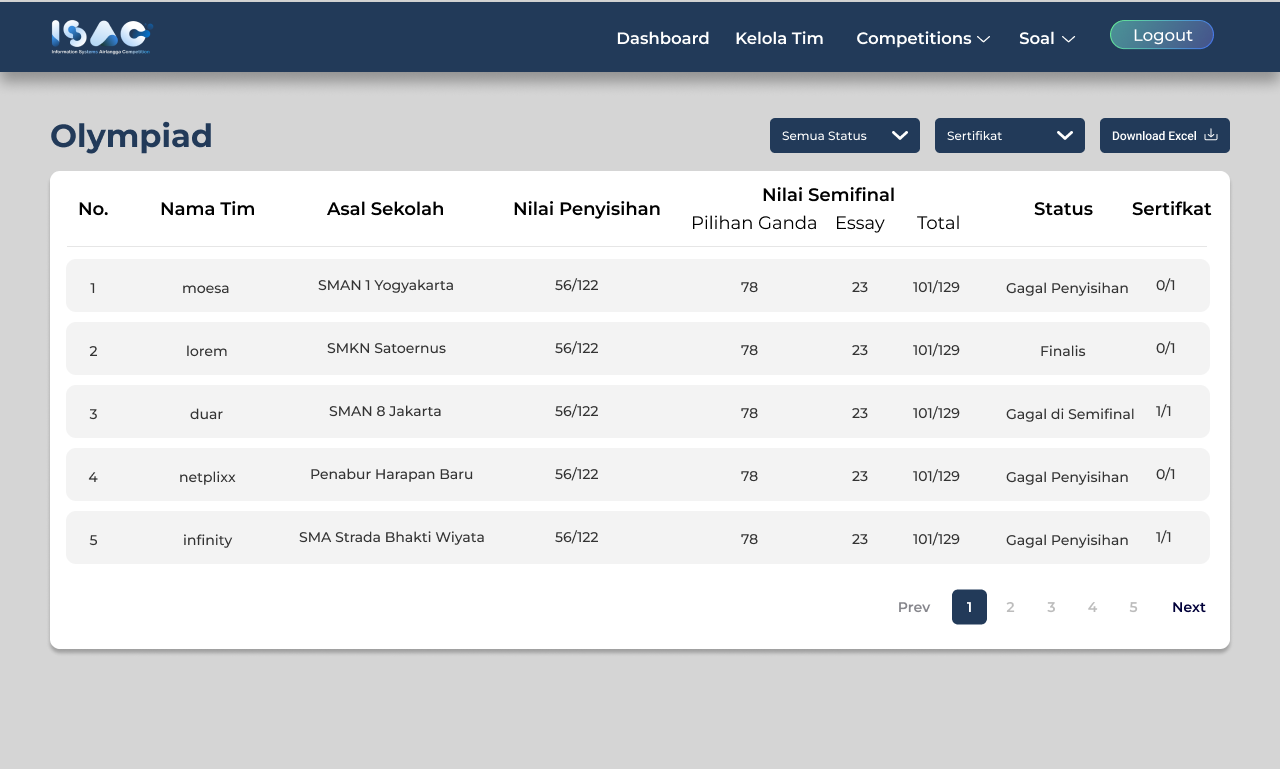 ISAC
Information Systems Airlangga Competition
Dashboard Kelola Tim Competitions Soal Logout
Olympiad
Semua Status Sertifikat Download Excel
No. Nama Tim Asal Sekolah Nilai Penyisihan Nilai Semifinal Status Sertifkat
Pilihan Ganda Essay Total
1 moesa SMAN 1 Yogyakarta 56/122 78 23 101/129 Gagal Penyisihan 0/1
2 lorem SMKN Satoernus 56/122 78 23 101/129 Finalis 0/1
3 duar SMAN 8 Jakarta 56/122 78 23 101/129 Gagal di Semifinal 1/1
4 netplixx Penabur Harapan Baru 56/122 78 23 101/129 Gagal Penyisihan 0/1
5 infinity SMA Strada Bhakti Wiyata 56/122 78 23 101/129 Gagal Penyisihan 1/1
Prev 1 2 3 4 5 Next